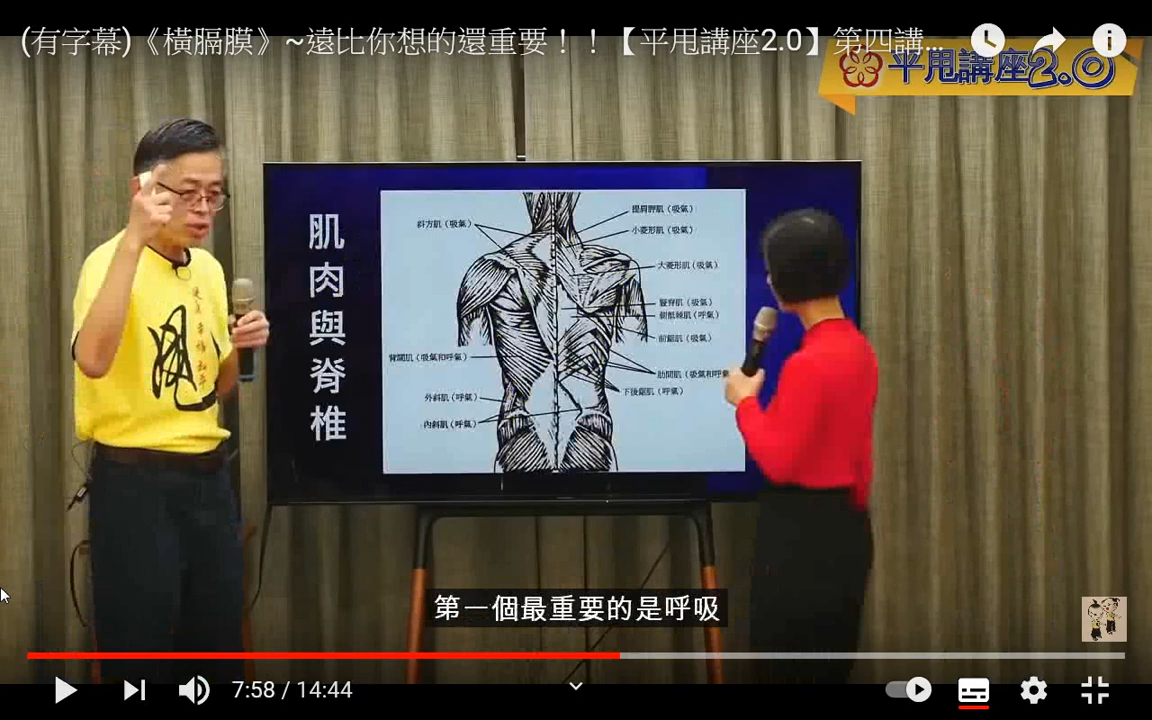 (有字幕)《橫膈膜》~遠比你想的還重要！！【平甩講座2.0】第四講...
平甩講座2.0
肌肉與脊椎
斜方肌（吸氣）
提肩胛肌（吸氣）
小菱形肌（吸氣）
大菱形肌（吸氣）
豎脊肌（吸氣）
前鋸肌（吸氣）
背闊肌（吸氣和呼氣）
肋間肌（吸氣和呼氣
下後鋸肌（呼氣）
外斜肌（呼氣）
內斜肌（呼氣）
甩
第一個最重要的是呼吸
7:58 / 14:44